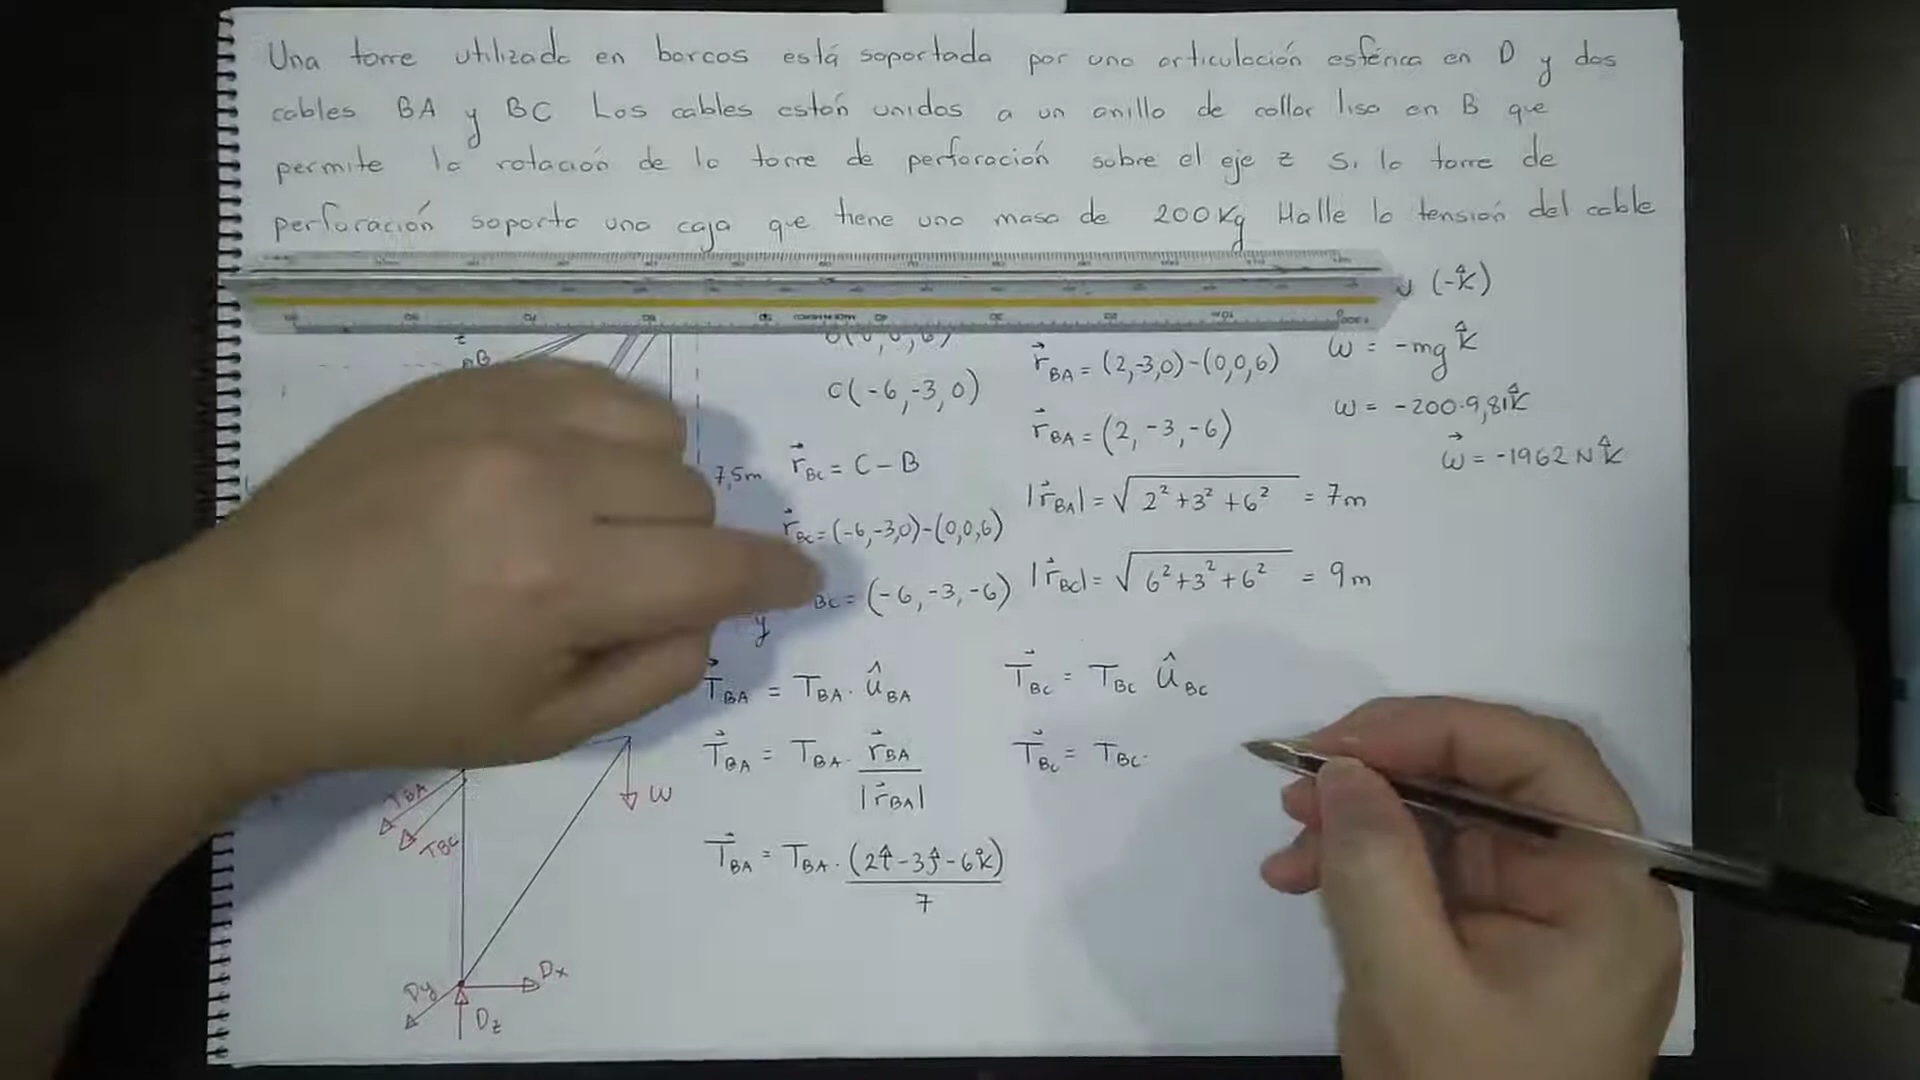 Una torre utilizada en barcos está soportada por una articulación esférica en D y dos
cables BA y BC Los cables están unidos a un anillo de collar liso en B que
permite la rotación de la torre de perforación sobre el eje z Si la torre de
perforación soporta una caja que tiene una masa de 200 Kg Halle la tensión del cable
(-k̂)
z
B
C(-6,-3,0)
7,5m
r⃗BC = C - B
r⃗BC = (-6,-3,0)-(0,0,6)
BC = (-6,-3,-6)
y
r⃗BA = (2,-3,0)-(0,0,6)
r⃗BA = (2,-3,-6)
|r⃗BA| = √(2²+3²+6²) = 7m
|r⃗BC| = √(6²+3²+6²) = 9m
ω = -mg k̂
ω = -200·9,81k̂
ω⃗ = -1962 N k̂
T⃗BA = TBA · ûBA
T⃗BA = TBA · r⃗BA / |r⃗BA|
T⃗BA = TBA · (2î-3ĵ-6k̂) / 7
T⃗BC = TBC ûBC
T⃗BC = TBC·
TBA
TBC
W
Dy
Dx
Dz